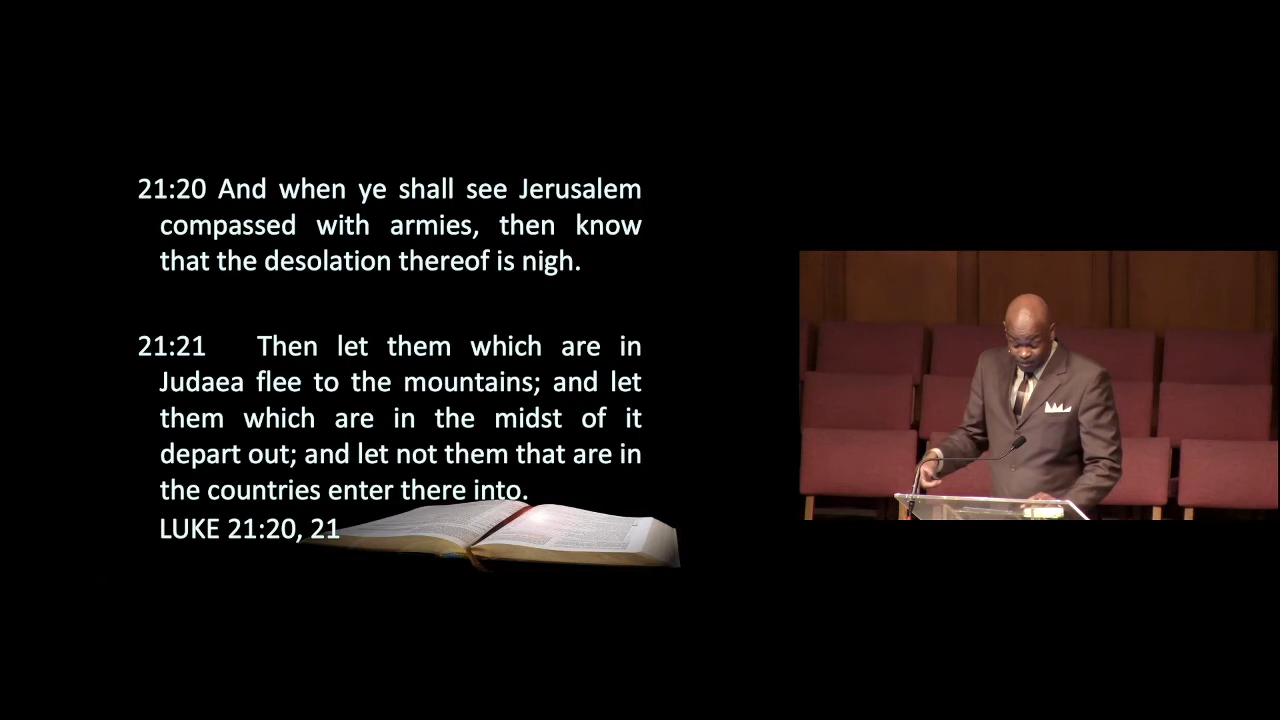 21:20 And when ye shall see Jerusalem
compassed with armies, then know
that the desolation thereof is nigh.
21:21 Then let them which are in
Judaea flee to the mountains; and let
them which are in the midst of it
depart out; and let not them that are in
the countries enter there into.
LUKE 21:20, 21